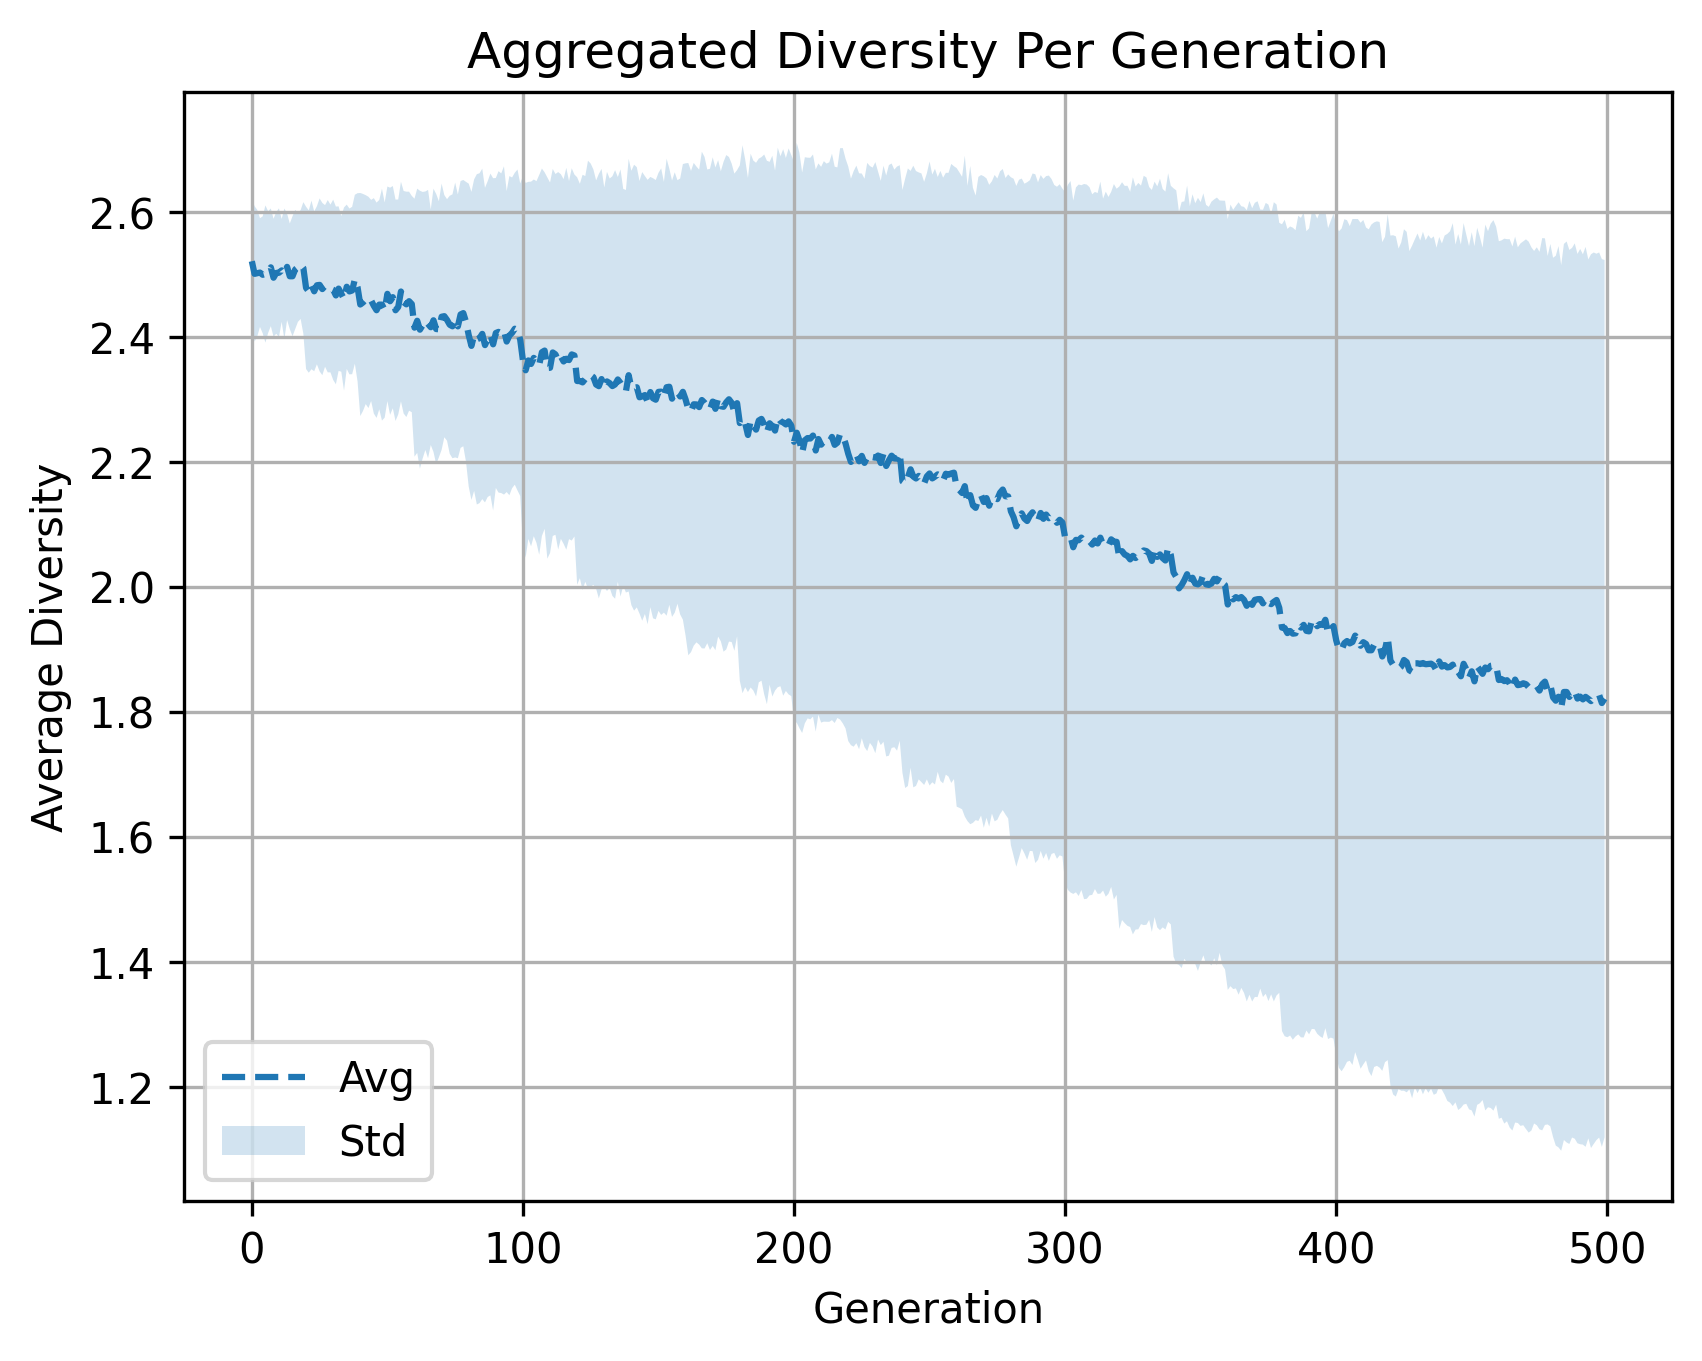 Aggregated Diversity Per Generation
Average Diversity
2.6
2.4
2.2
2.0
1.8
1.6
1.4
1.2
Avg
Std
0 100 200 300 400 500
Generation